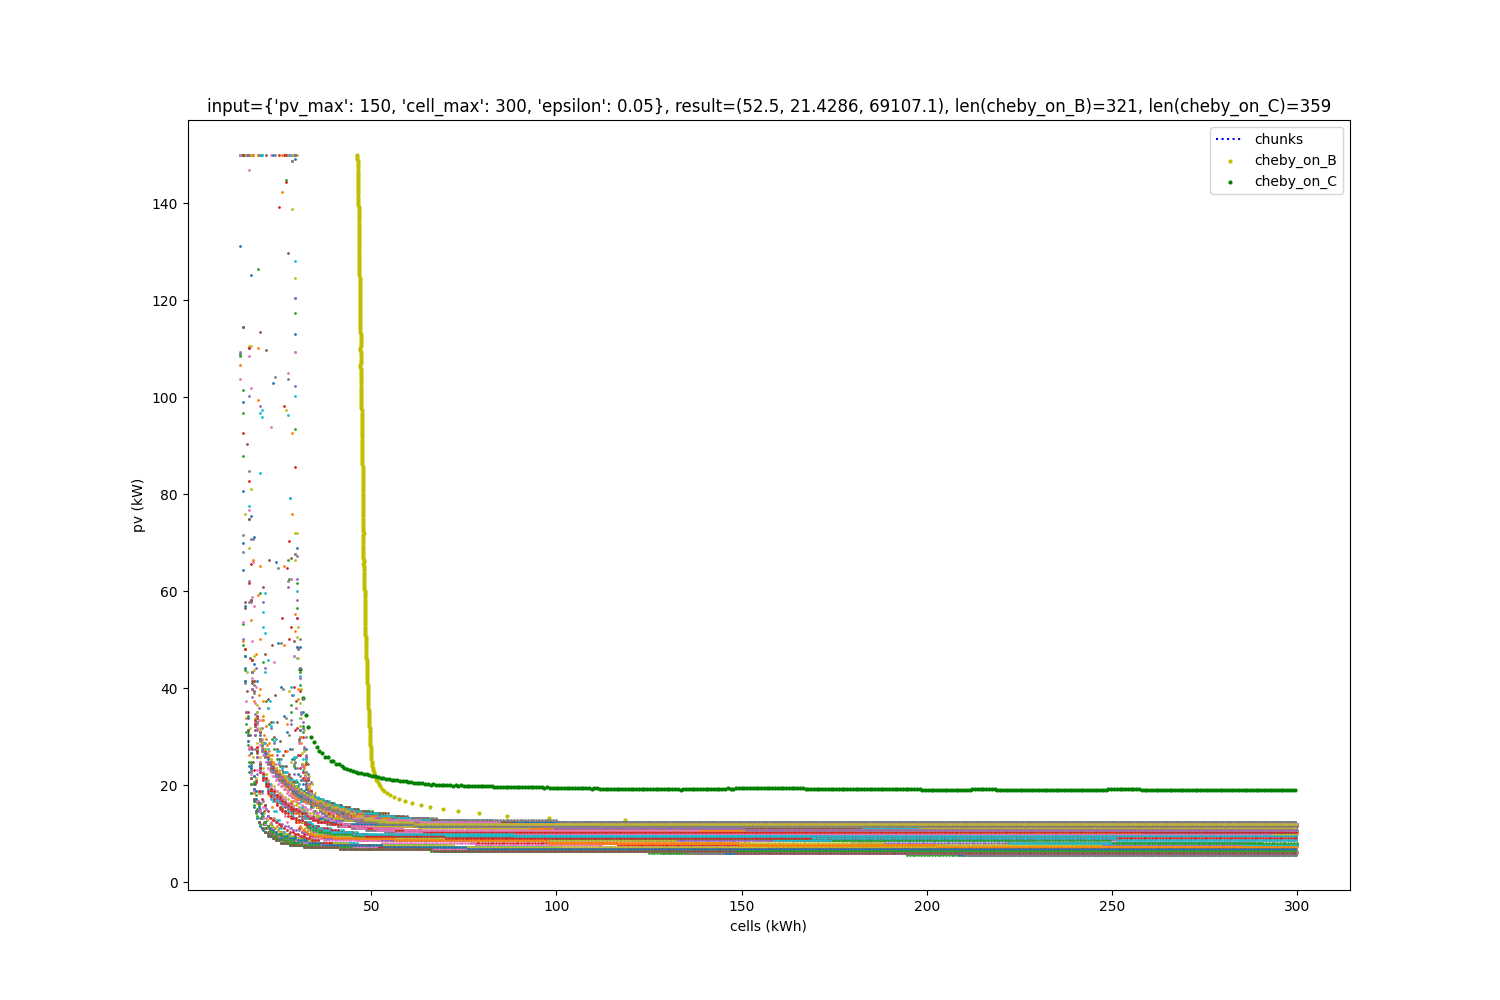 input={'pv_max': 150, 'cell_max': 300, 'epsilon': 0.05}, result=(52.5, 21.4286, 69107.1), len(cheby_on_B)=321, len(cheby_on_C)=359
chunks
cheby_on_B
cheby_on_C
140
120
100
80
60
40
20
0
pv (kW)
50
100
150
200
250
300
cells (kWh)